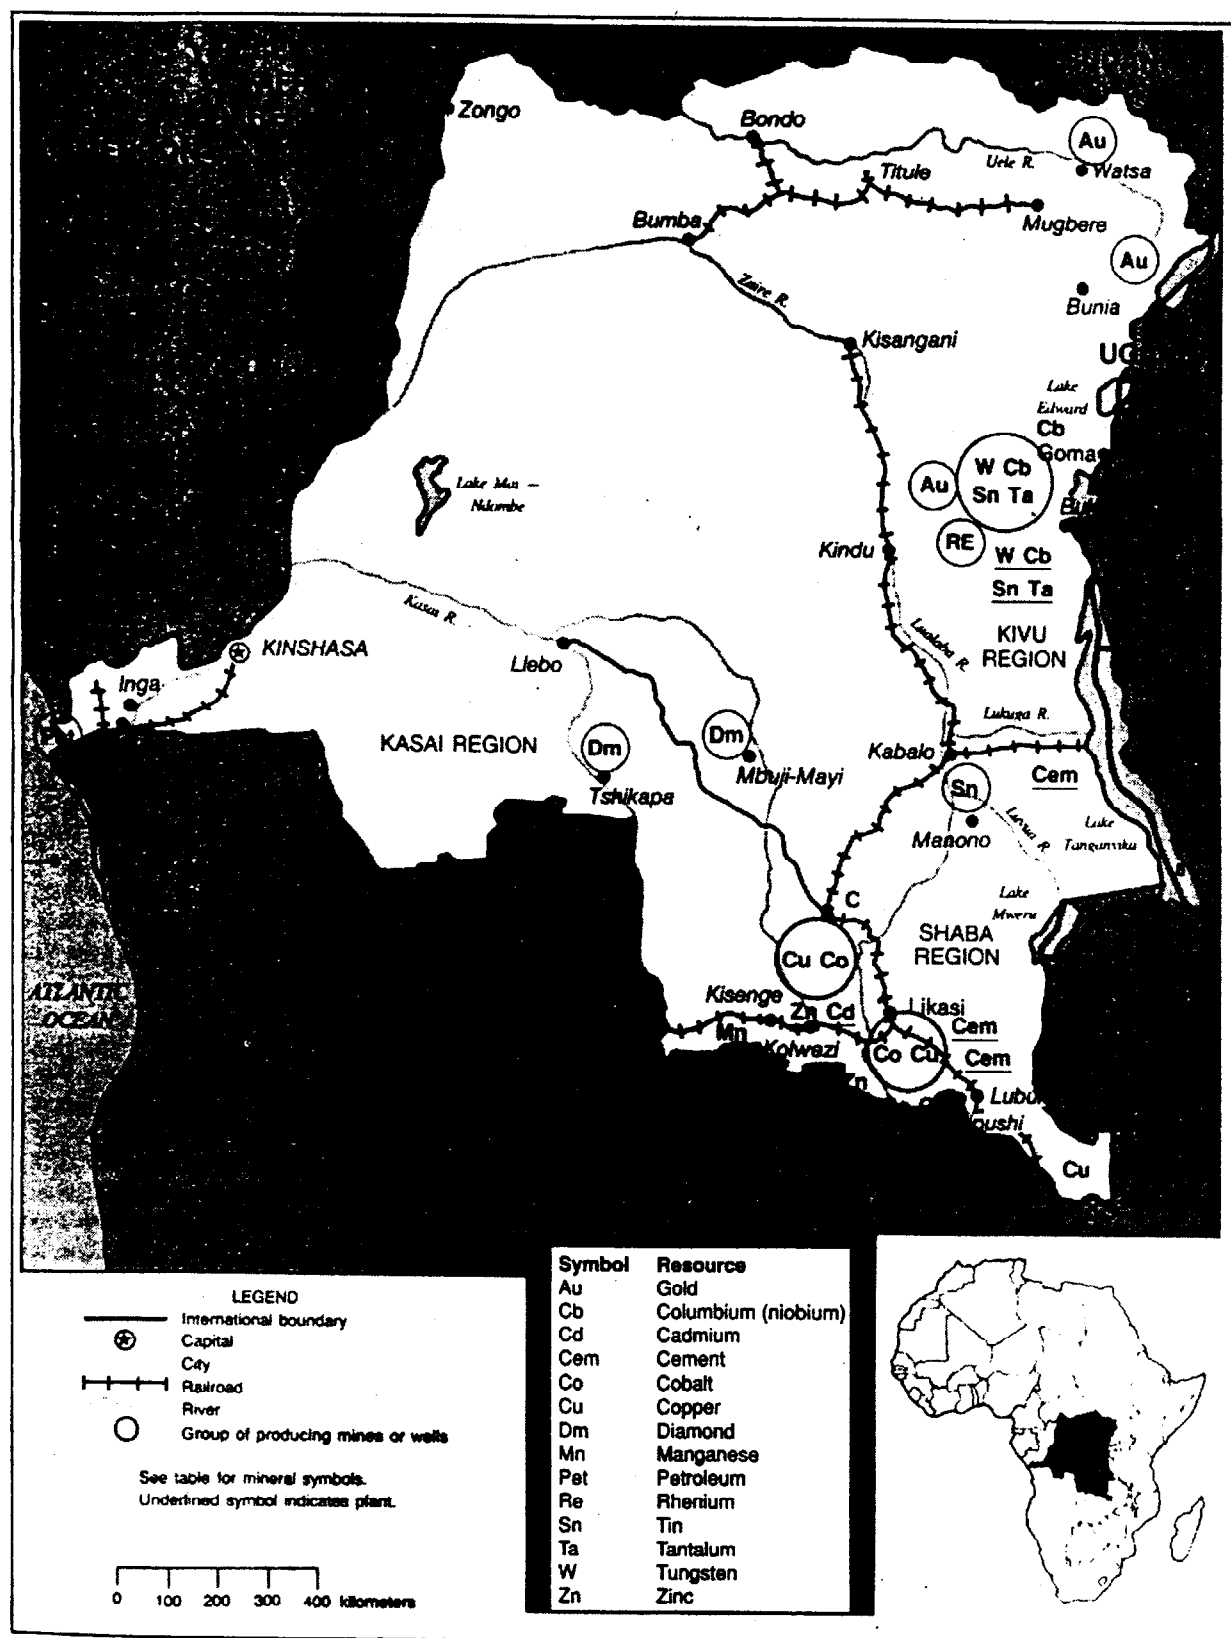 Zongo
Bondo
Au
Uele R.
Watsa
Titule
Bumba
Mugbere
Au
Zaire R.
Bunia
Kisangani
Lake
Edward
Cb
Goma
Lake
W Cb
Sn Ta
Au
RE
Kindu
W Cb
Sn Ta
Kasai R.
KINSHASA
Llebo
Lualaba R.
KIVU
REGION
Inga
Lukuga R.
KASAI REGION
Dm
Dm
Kabalo
Mbuji-Mayi
Cem
Tshikapa
Sn
Manono
Luvua R.
Lake
Tanganyika
Lake
Mweru
C
SHABA
REGION
Cu Co
ATLANTIC
OCEAN
Kisenge
Zn Cd
Likasi
Cem
Mn
Kolwezi
Co Cu
Cem
Zn
Cu
Symbol Resource
Au Gold
Cb Columbium (niobium)
Cd Cadmium
Cem Cement
Co Cobalt
Cu Copper
Dm Diamond
Mn Manganese
Pet Petroleum
Re Rhenium
Sn Tin
Ta Tantalum
W Tungsten
Zn Zinc
LEGEND
International boundary
Capital
City
Railroad
River
Group of producing mines or wells
See table for mineral symbols.
Underlined symbol indicates plant.
0 100 200 300 400 kilometers